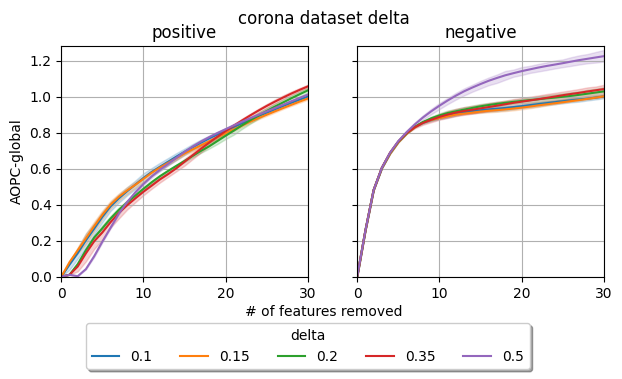 corona dataset delta
positive
negative
AOPC-global
1.2
1.0
0.8
0.6
0.4
0.2
0.0
0 10 20 30
0 10 20 30
# of features removed
delta
0.1 0.15 0.2 0.35 0.5